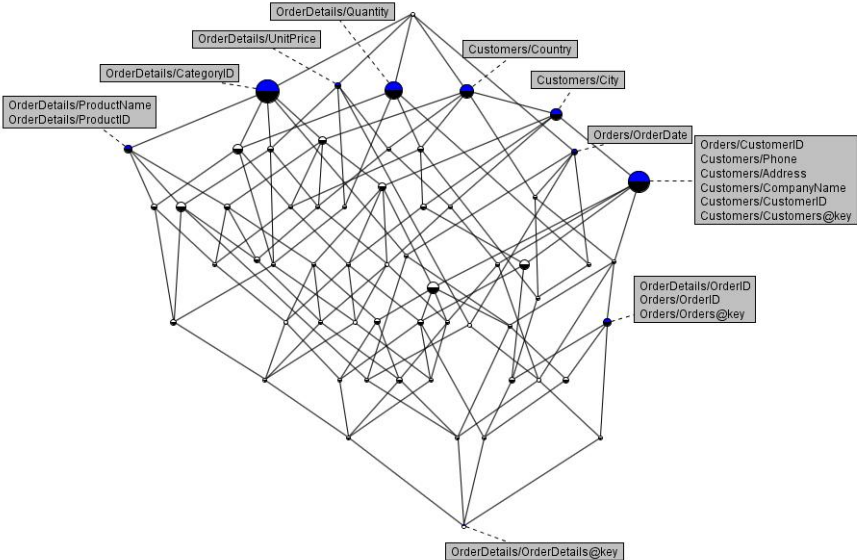 OrderDetails/Quantity
OrderDetails/UnitPrice
Customers/Country
OrderDetails/CategoryID
Customers/City
OrderDetails/ProductName
OrderDetails/ProductID
Orders/OrderDate
Orders/CustomerID
Customers/Phone
Customers/Address
Customers/CompanyName
Customers/CustomerID
Customers/Customers@key
OrderDetails/OrderID
Orders/OrderID
Orders/Orders@key
OrderDetails/OrderDetails@key